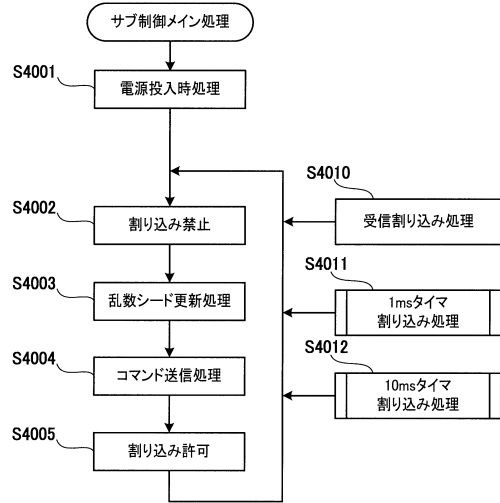 サブ制御メイン処理
S4001
電源投入時処理
S4002
割り込み禁止
S4003
乱数シード更新処理
S4004
コマンド送信処理
S4005
割り込み許可
S4010
受信割り込み処理
S4011
1msタイマ
割り込み処理
S4012
10msタイマ
割り込み処理